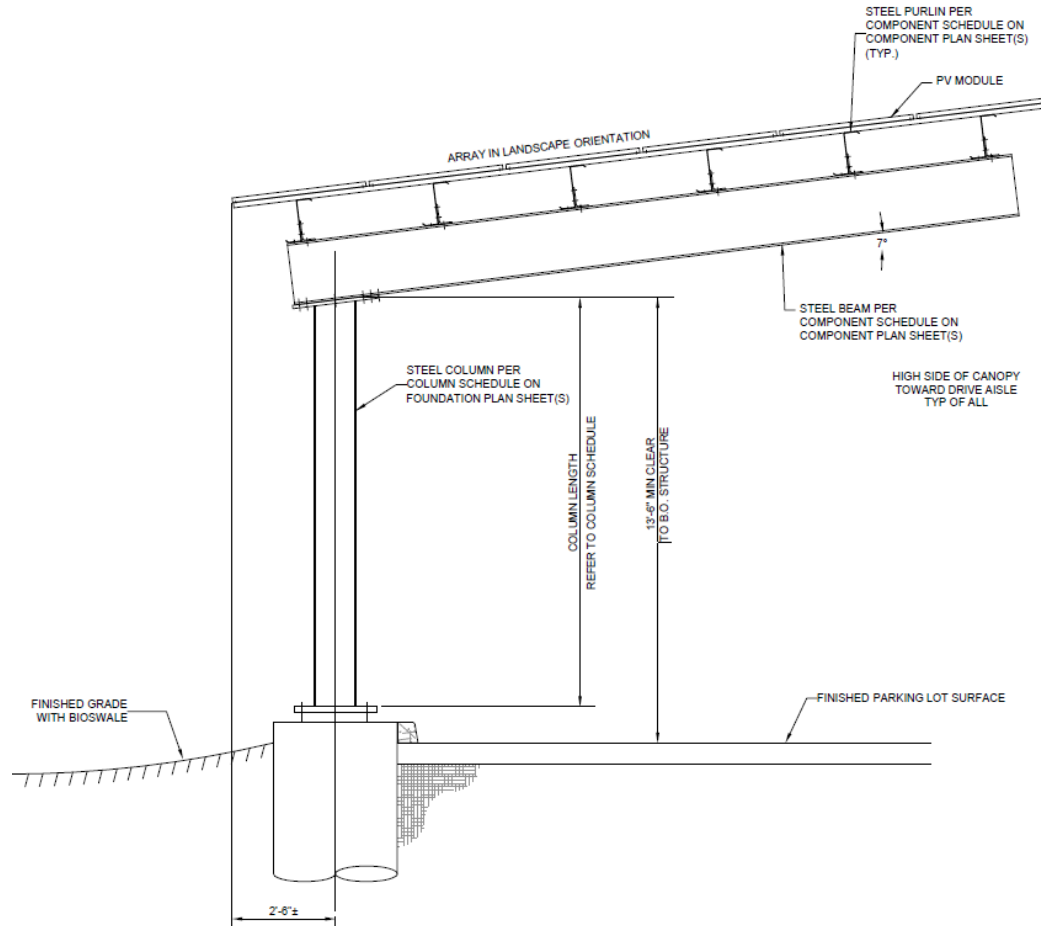 STEEL PURLIN PER
COMPONENT SCHEDULE ON
COMPONENT PLAN SHEET(S)
(TYP.)
PV MODULE
ARRAY IN LANDSCAPE ORIENTATION
7°
STEEL BEAM PER
COMPONENT SCHEDULE ON
COMPONENT PLAN SHEET(S)
STEEL COLUMN PER
COLUMN SCHEDULE ON
FOUNDATION PLAN SHEET(S)
HIGH SIDE OF CANOPY
TOWARD DRIVE AISLE
TYP OF ALL
COLUMN LENGTH
REFER TO COLUMN SCHEDULE
13'-6" MIN CLEAR
TO B.O. STRUCTURE
FINISHED GRADE
WITH BIOSWALE
FINISHED PARKING LOT SURFACE
2'-6"±